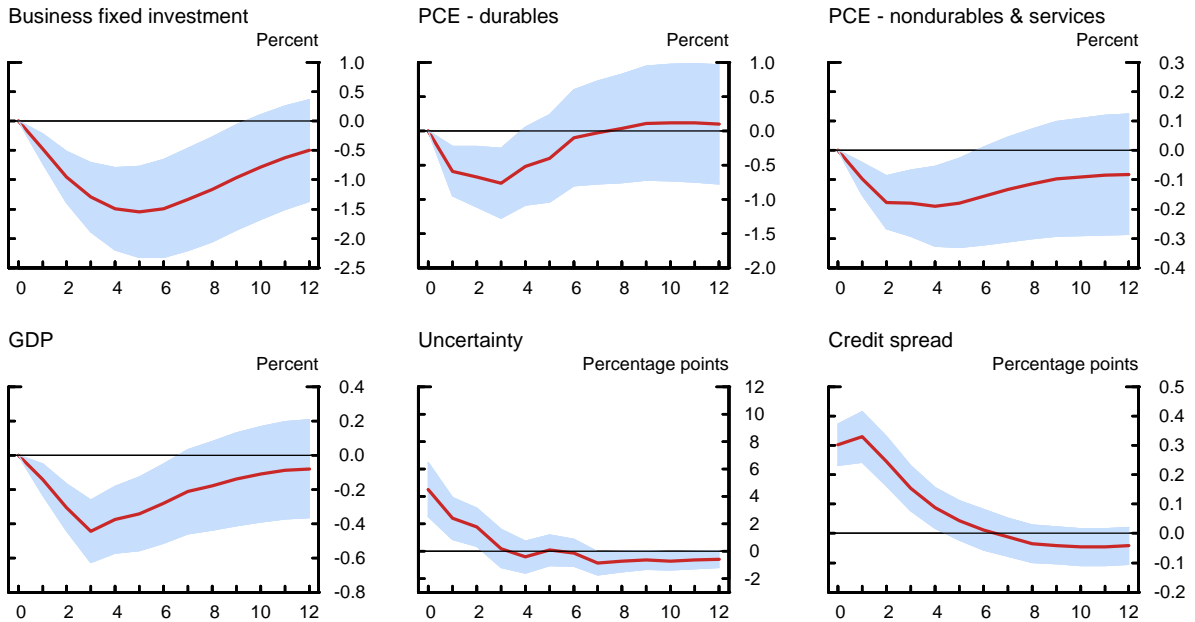 Business fixed investment
Percent
1.0
0.5
0.0
-0.5
-1.0
-1.5
-2.0
-2.5
0 2 4 6 8 10 12
PCE - durables
Percent
1.0
0.5
0.0
-0.5
-1.0
-1.5
-2.0
0 2 4 6 8 10 12
PCE - nondurables & services
Percent
0.3
0.2
0.1
0.0
-0.1
-0.2
-0.3
-0.4
0 2 4 6 8 10 12
GDP
Percent
0.4
0.2
0.0
-0.2
-0.4
-0.6
-0.8
0 2 4 6 8 10 12
Uncertainty
Percentage points
12
10
8
6
4
2
0
-2
0 2 4 6 8 10 12
Credit spread
Percentage points
0.5
0.4
0.3
0.2
0.1
0.0
-0.1
-0.2
0 2 4 6 8 10 12